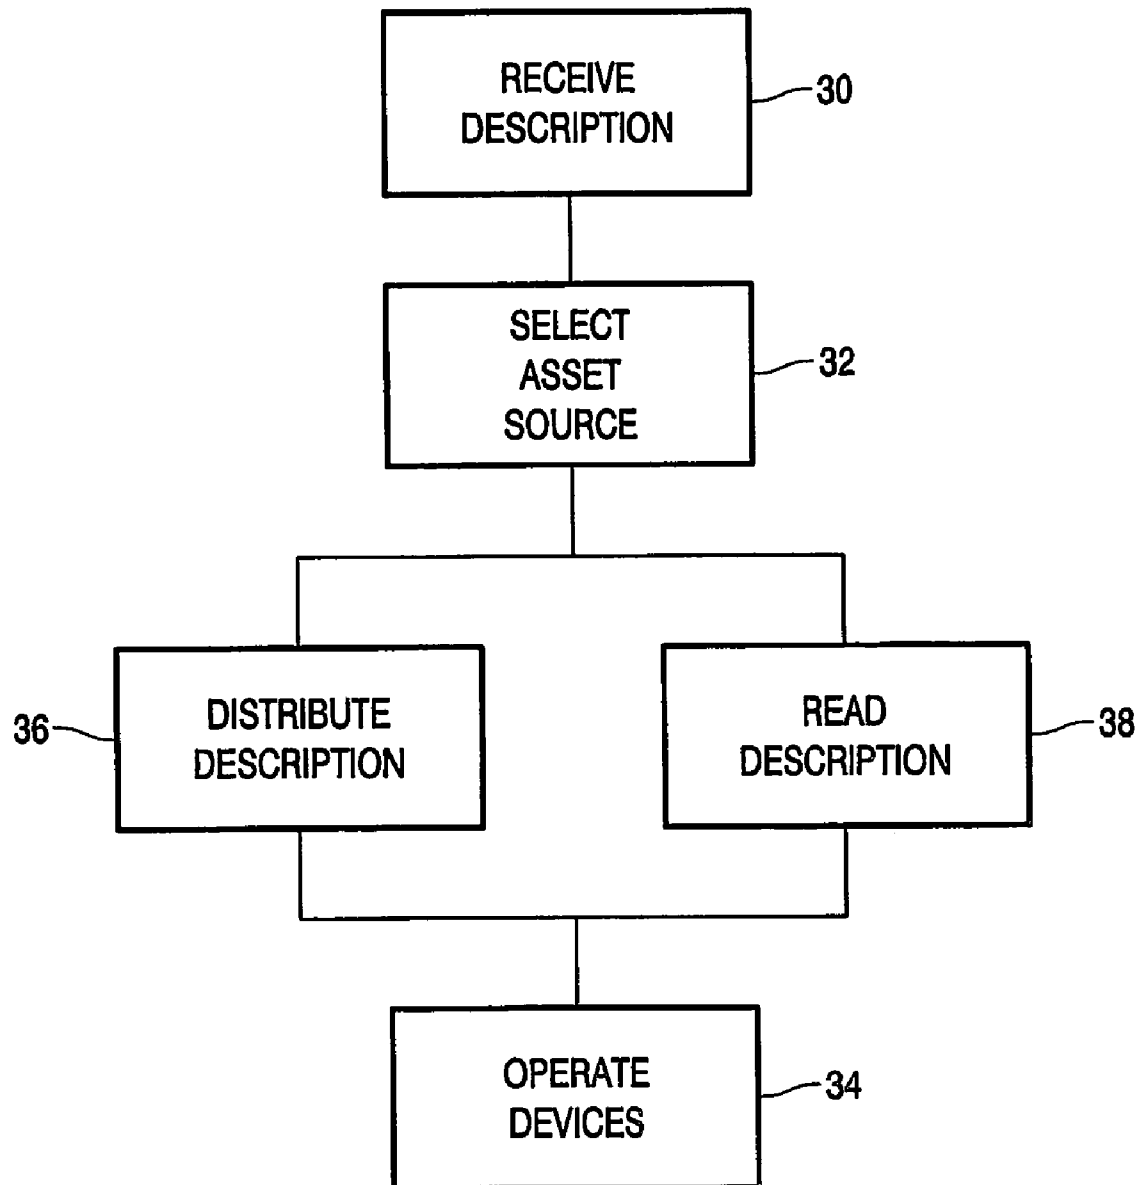 RECEIVE
DESCRIPTION
30
SELECT
ASSET
SOURCE
32
36
DISTRIBUTE
DESCRIPTION
READ
DESCRIPTION
38
OPERATE
DEVICES
34